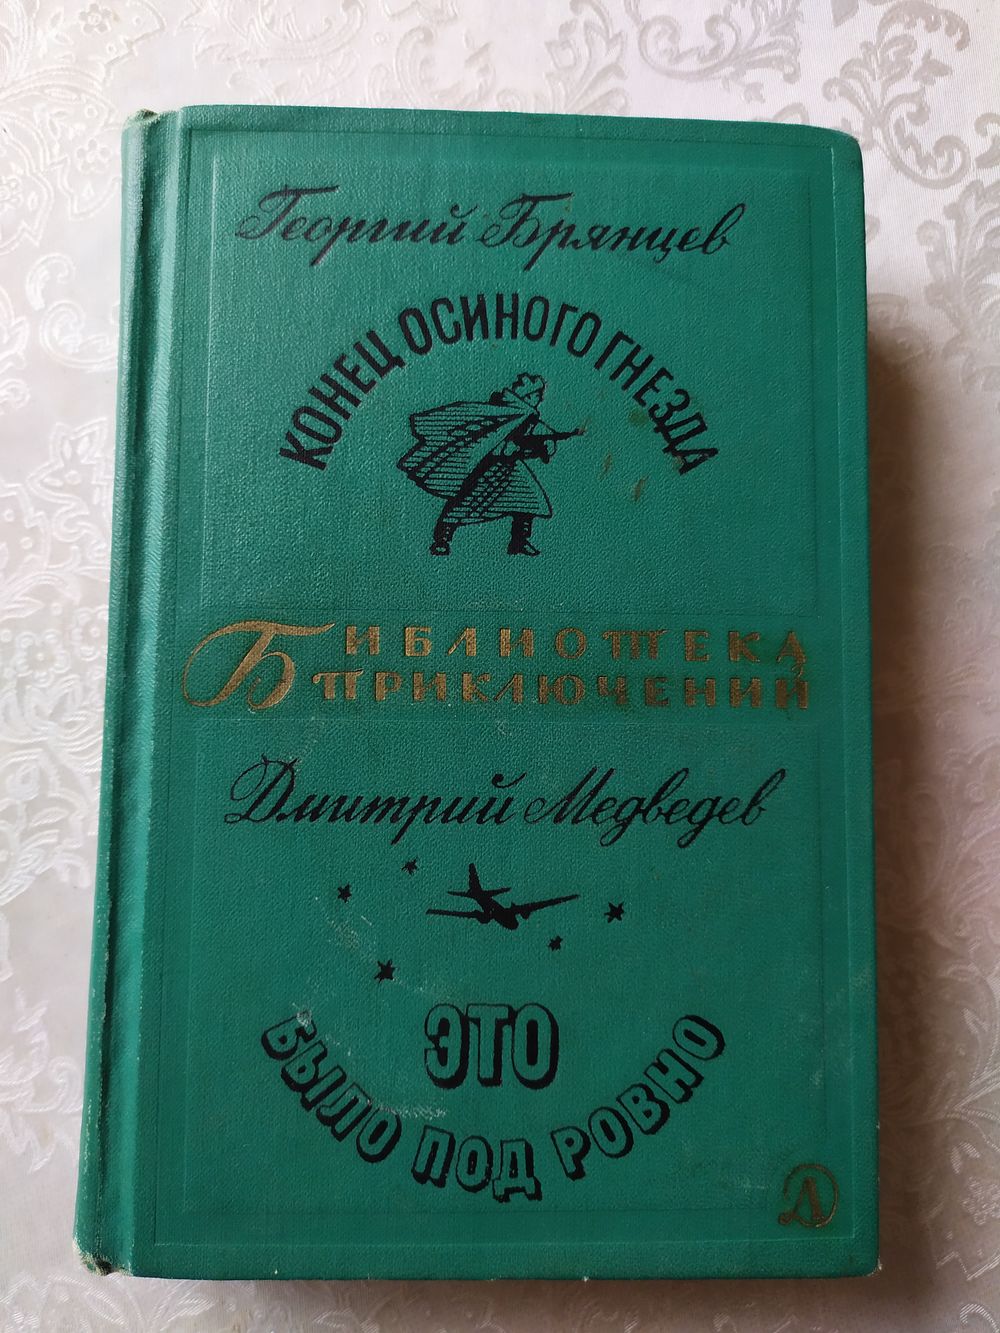 Георгий Брянцев
КОНЕЦ ОСИНОГО ГНЕЗДА
БИБЛИОТЕКА
ПРИКЛЮЧЕНИЙ
Дмитрий Медведев
ЭТО
БЫЛО ПОД РОВНО
Д